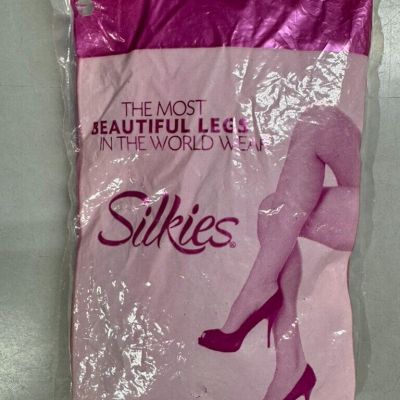 THE MOST
BEAUTIFUL LEGS
IN THE WORLD WEAR
Silkies®